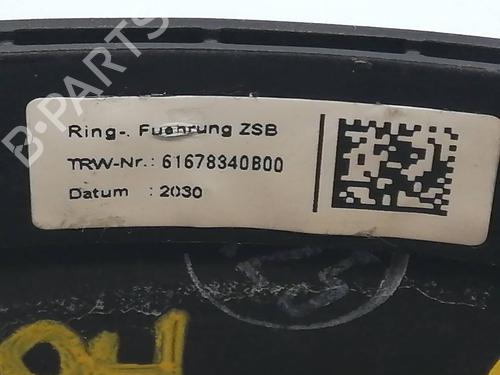 B-PARTS
Ring-. Fuehrung ZSB
TRW-Nr.: 61678340B00
Datum : 2030